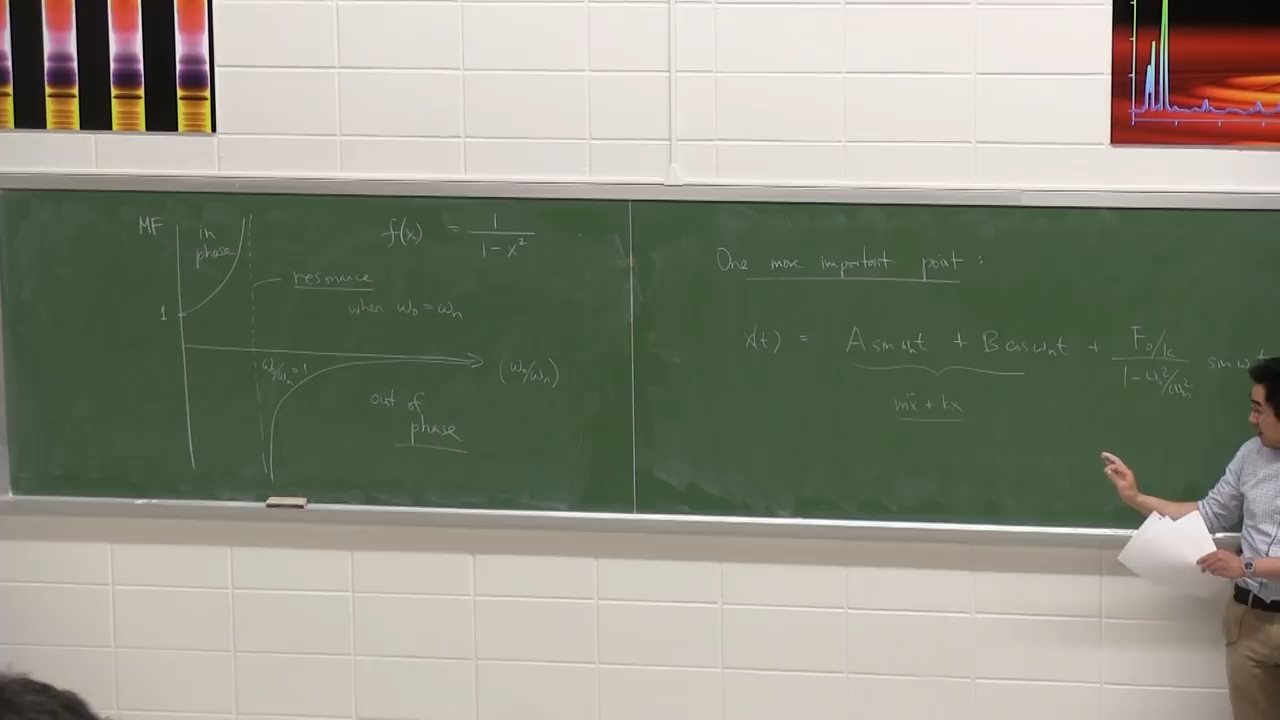 MF
in
phase
1
f(x) = 1/(1-x²)
resonance
when ω₀ = ωₙ
ω₀/ωₙ = 1
(ω₀/ωₙ)
out of
phase
One more important point :
x(t) = A sin ωₙt + B cos ωₙt + (F₀/k)/(1-ω₀²/ωₙ²) sin ω
mẍ + kx